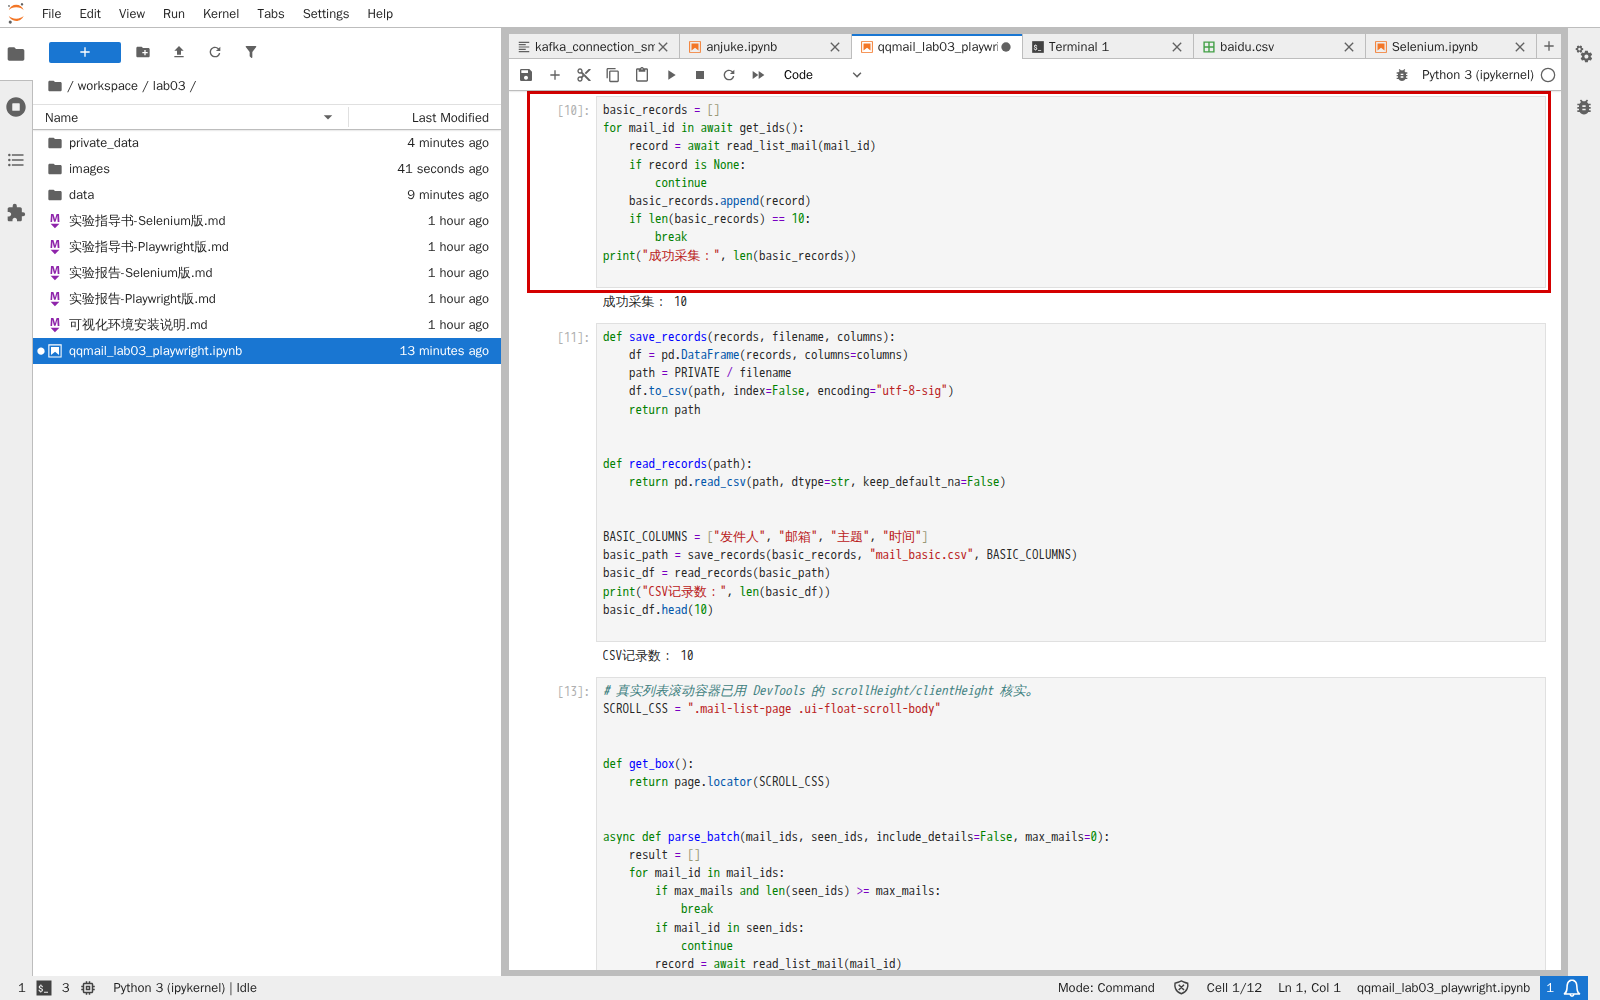 File Edit View Run Kernel Tabs Settings Help
/ workspace / lab03 /
Name Last Modified
private_data 4 minutes ago
images 41 seconds ago
data 9 minutes ago
实验指导书-Selenium版.md 1 hour ago
实验指导书-Playwright版.md 1 hour ago
实验报告-Selenium版.md 1 hour ago
实验报告-Playwright版.md 1 hour ago
可视化环境安装说明.md 1 hour ago
qqmail_lab03_playwright.ipynb 13 minutes ago
kafka_connection_sm anjuke.ipynb qqmail_lab03_playwri Terminal 1 baidu.csv Selenium.ipynb
Code Python 3 (ipykernel)
[10]: basic_records = []
for mail_id in await get_ids():
    record = await read_list_mail(mail_id)
    if record is None:
        continue
    basic_records.append(record)
    if len(basic_records) == 10:
        break
print("成功采集：", len(basic_records))
成功采集： 10
[11]: def save_records(records, filename, columns):
    df = pd.DataFrame(records, columns=columns)
    path = PRIVATE / filename
    df.to_csv(path, index=False, encoding="utf-8-sig")
    return path
def read_records(path):
    return pd.read_csv(path, dtype=str, keep_default_na=False)
BASIC_COLUMNS = ["发件人", "邮箱", "主题", "时间"]
basic_path = save_records(basic_records, "mail_basic.csv", BASIC_COLUMNS)
basic_df = read_records(basic_path)
print("CSV记录数：", len(basic_df))
basic_df.head(10)
CSV记录数： 10
[13]: # 真实列表滚动容器已用 DevTools 的 scrollHeight/clientHeight 核实。
SCROLL_CSS = ".mail-list-page .ui-float-scroll-body"
def get_box():
    return page.locator(SCROLL_CSS)
async def parse_batch(mail_ids, seen_ids, include_details=False, max_mails=0):
    result = []
    for mail_id in mail_ids:
        if max_mails and len(seen_ids) >= max_mails:
            break
        if mail_id in seen_ids:
            continue
        record = await read_list_mail(mail_id)
1 3 Python 3 (ipykernel) | Idle Mode: Command Cell 1/12 Ln 1, Col 1 qqmail_lab03_playwright.ipynb 1